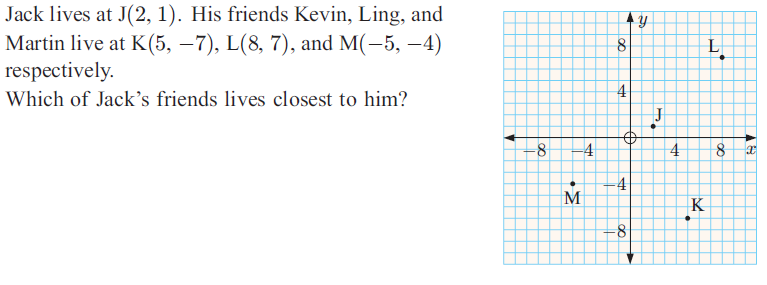 Jack lives at J(2, 1). His friends Kevin, Ling, and
Martin live at K(5, −7), L(8, 7), and M(−5, −4)
respectively.
Which of Jack’s friends lives closest to him?
y
8
L
4
J
−8
−4
4
8
x
−4
M
K
−8